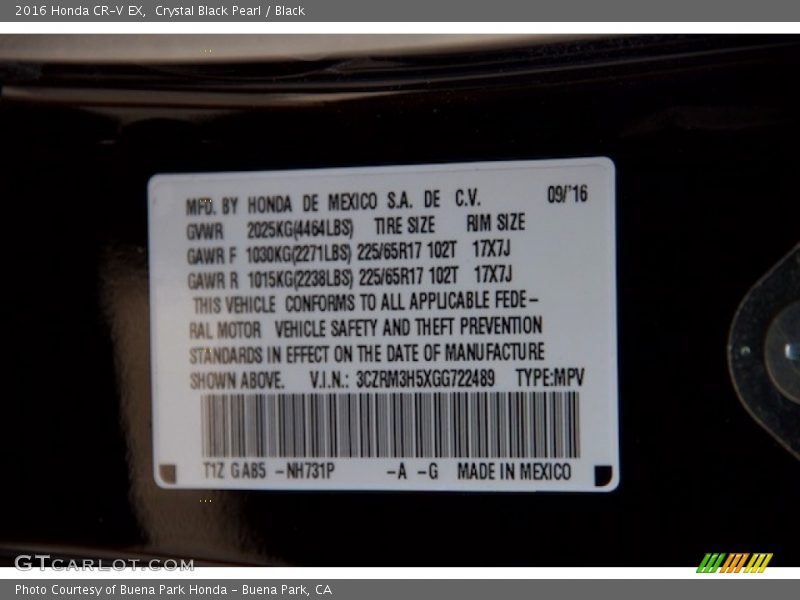 2016 Honda CR-V EX,  Crystal Black Pearl / Black
MFD. BY HONDA DE MEXICO S.A. DE C.V. 09/'16
GVWR 2025KG(4464LBS) TIRE SIZE RIM SIZE
GAWR F 1030KG(2271LBS) 225/65R17 102T 17X7J
GAWR R 1015KG(2238LBS) 225/65R17 102T 17X7J
THIS VEHICLE CONFORMS TO ALL APPLICABLE FEDE-
RAL MOTOR VEHICLE SAFETY AND THEFT PREVENTION
STANDARDS IN EFFECT ON THE DATE OF MANUFACTURE
SHOWN ABOVE. V.I.N.: 3CZRM3H5XGG722489 TYPE:MPV
T1Z GAB5 -NH731P -A -G MADE IN MEXICO
GTCARLOT.COM
Photo Courtesy of Buena Park Honda - Buena Park, CA